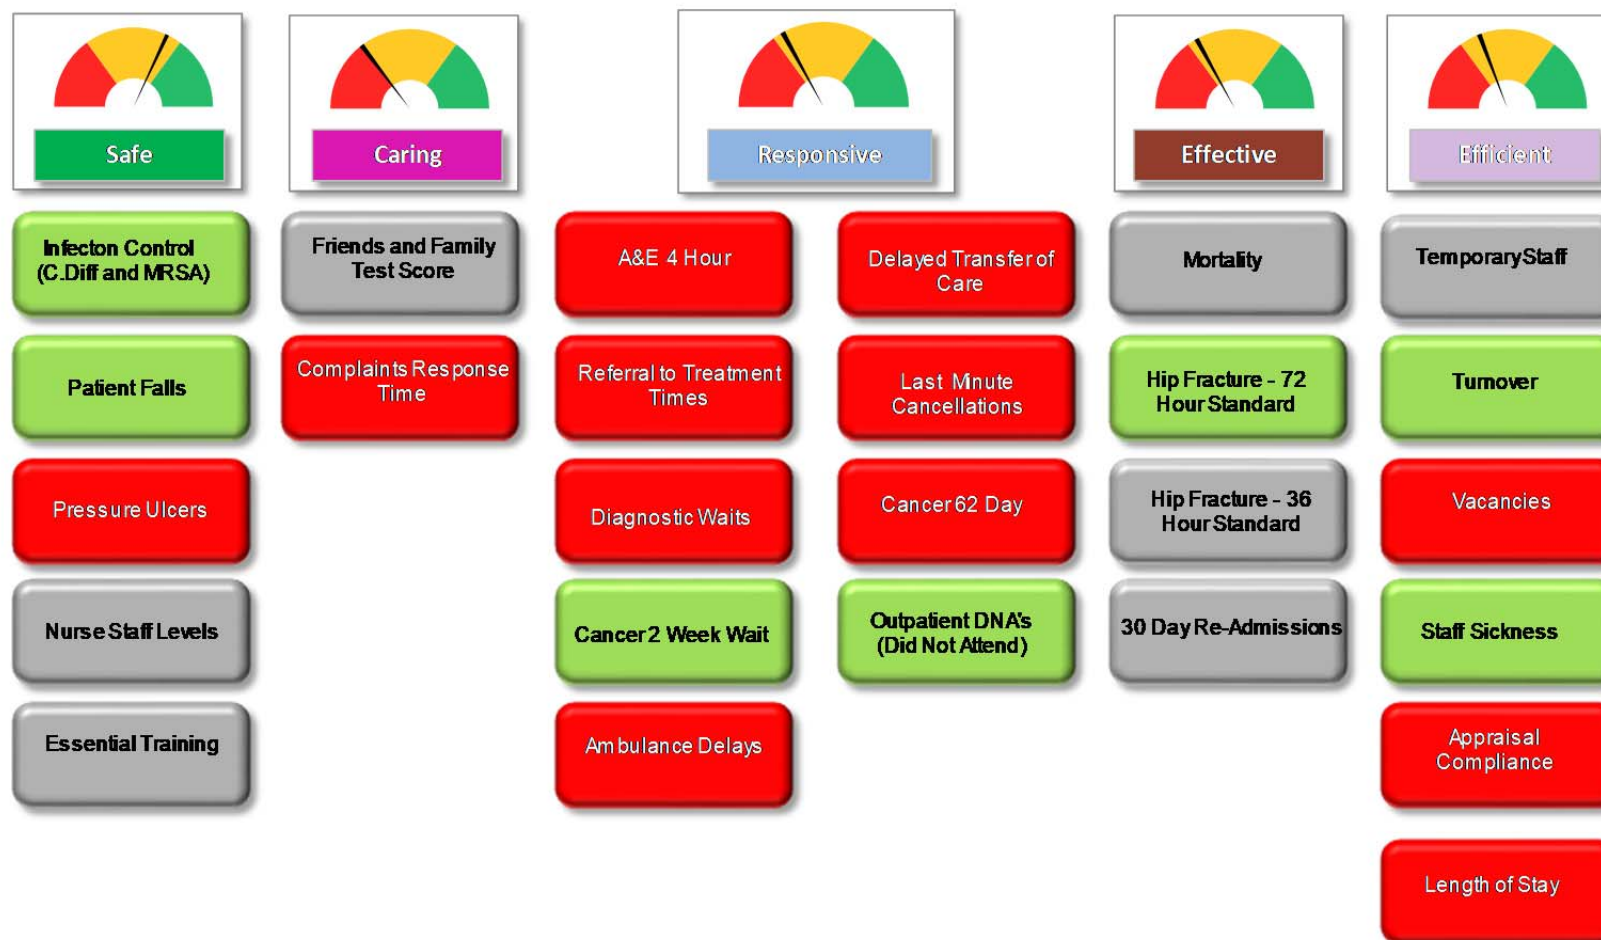 Safe
Caring
Responsive
Effective
Efficient
Infecton Control
(C.Diff and MRSA)
Patient Falls
Pressure Ulcers
Nurse Staff Levels
Essential Training
Friends and Family
Test Score
Complaints Response
Time
A&E 4 Hour
Referral to Treatment
Times
Diagnostic Waits
Cancer 2 Week Wait
Ambulance Delays
Delayed Transfer of
Care
Last Minute
Cancellations
Cancer 62 Day
Outpatient DNA's
(Did Not Attend)
Mortality
Hip Fracture - 72
Hour Standard
Hip Fracture - 36
Hour Standard
30 Day Re-Admissions
Temporary Staff
Turnover
Vacancies
Staff Sickness
Appraisal
Compliance
Length of Stay